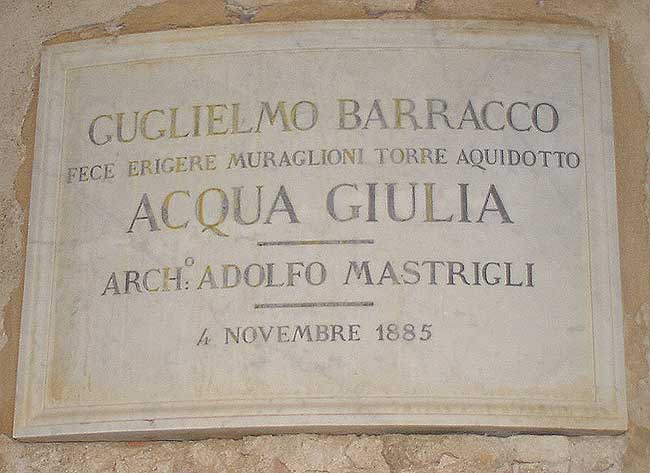 GUGLIELMO BARRACCO
FECE ERIGERE MURAGLIONI TORRE AQUIDOTTO
ACQUA GIULIA
ARCH:º ADOLFO MASTRIGLI
4 NOVEMBRE 1885